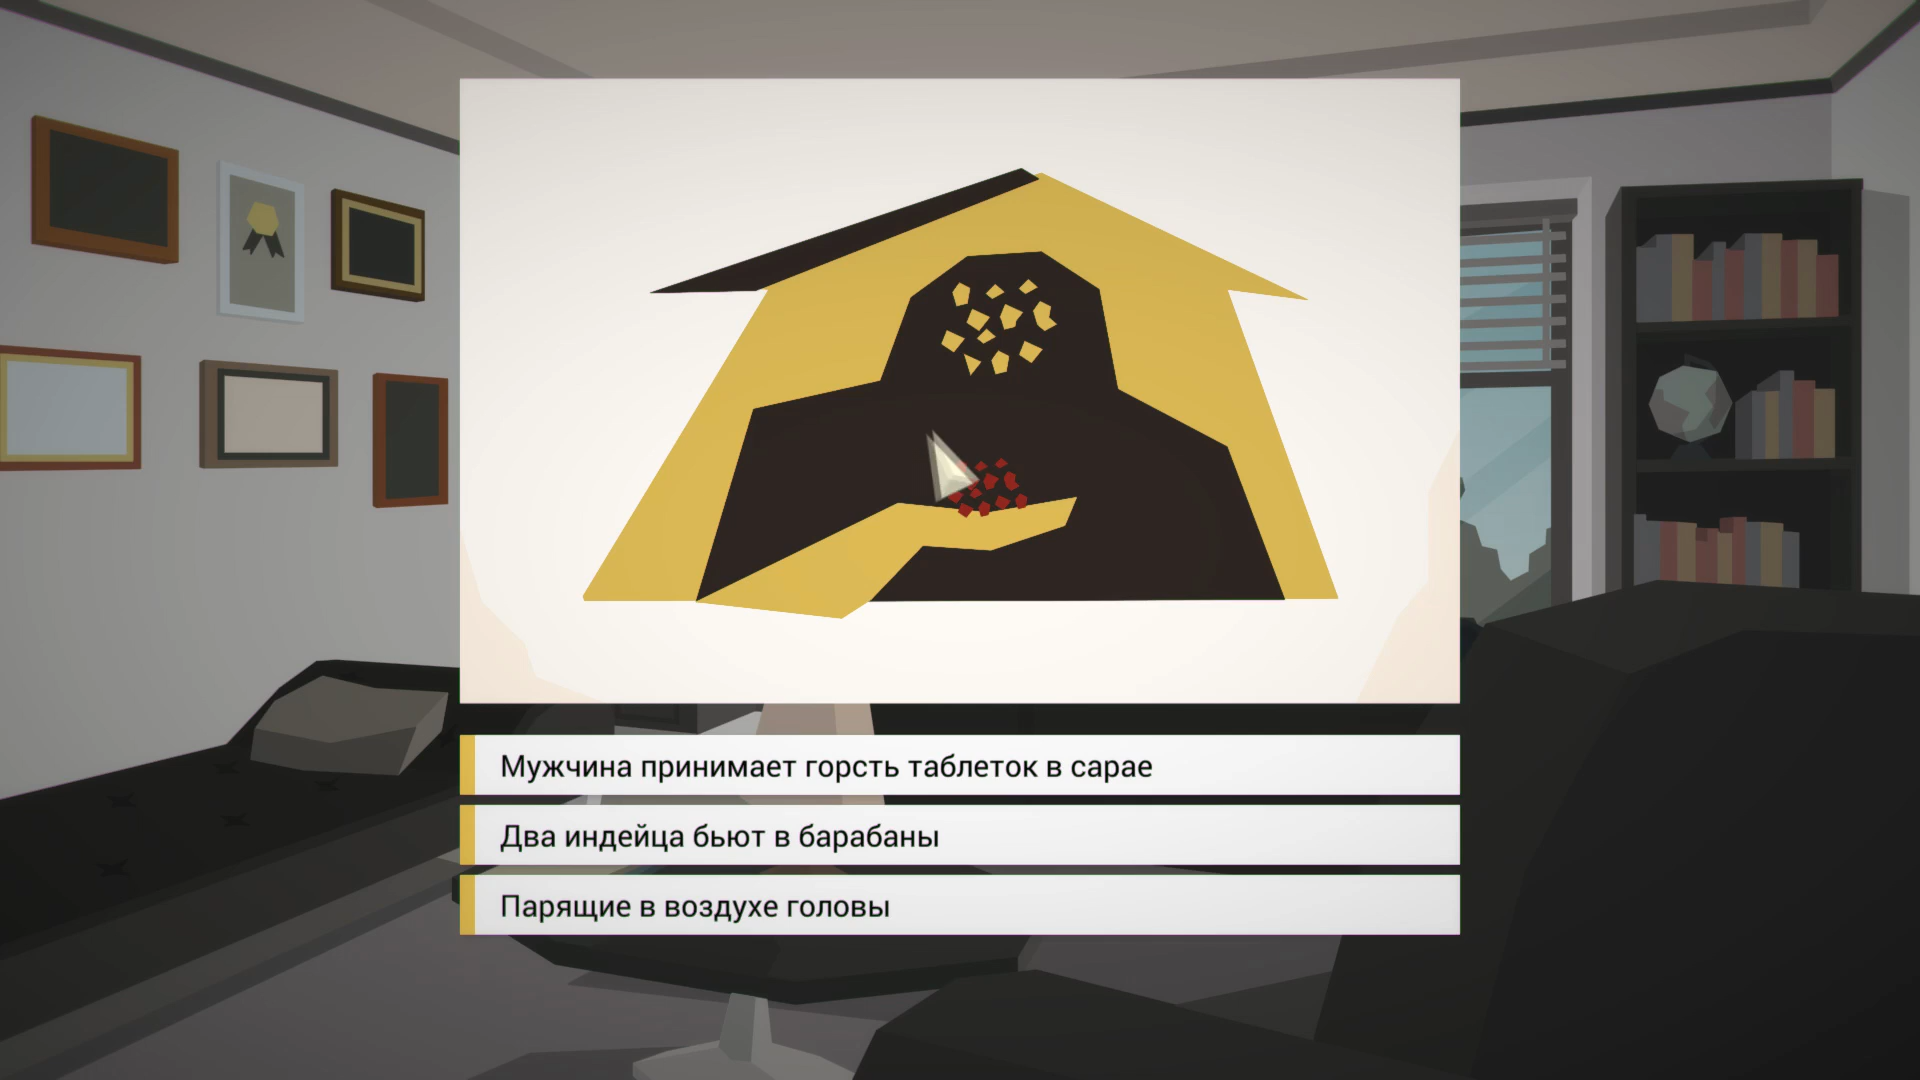 Мужчина принимает горсть таблеток в сарае
Два индейца бьют в барабаны
Парящие в воздухе головы